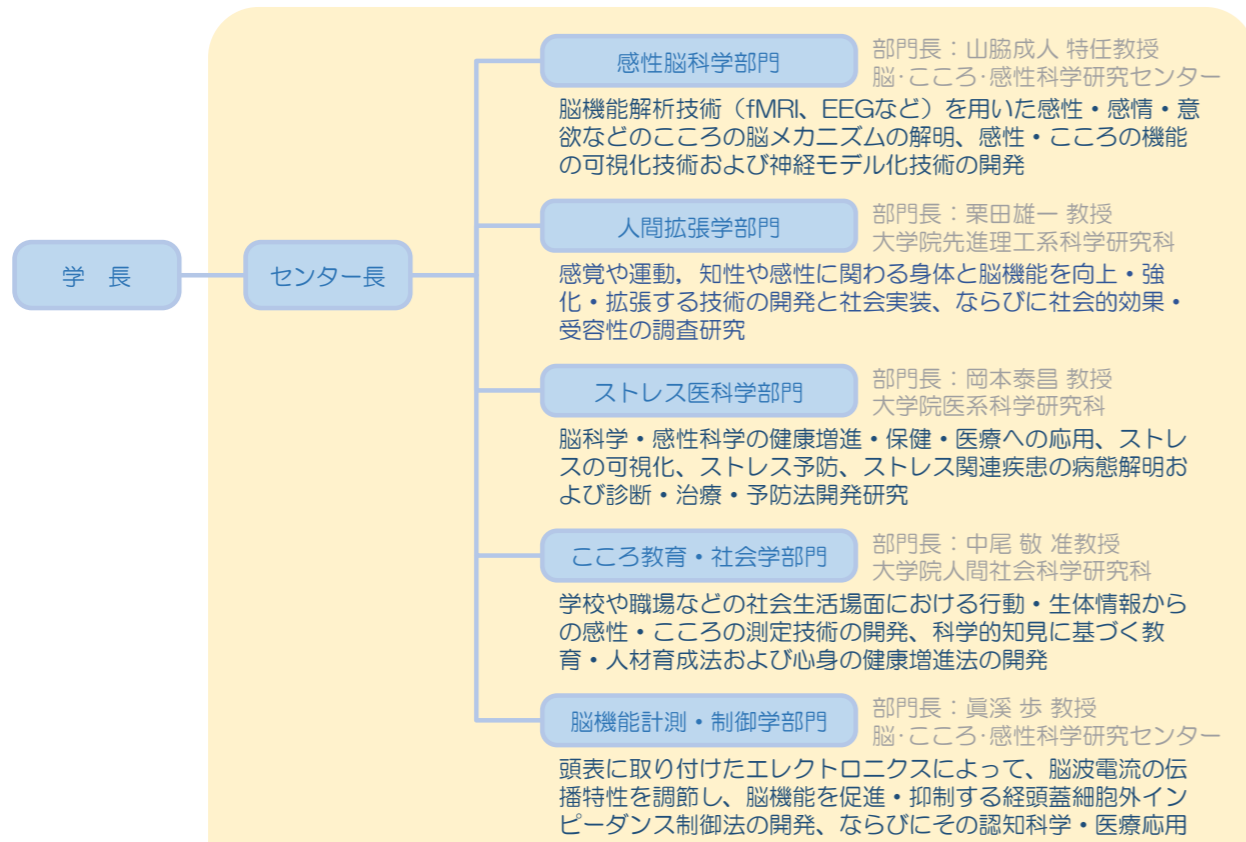 学　長
センター長
感性脳科学部門
部門長：山脇成人 特任教授
脳･こころ･感性科学研究センター
脳機能解析技術（fMRI、EEGなど）を用いた感性・感情・意
欲などのこころの脳メカニズムの解明、感性・こころの機能
の可視化技術および神経モデル化技術の開発
人間拡張学部門
部門長：栗田雄一 教授
大学院先進理工系科学研究科
感覚や運動，知性や感性に関わる身体と脳機能を向上・強
化・拡張する技術の開発と社会実装、ならびに社会的効果・
受容性の調査研究
ストレス医科学部門
部門長：岡本泰昌 教授
大学院医系科学研究科
脳科学・感性科学の健康増進・保健・医療への応用、ストレ
スの可視化、ストレス予防、ストレス関連疾患の病態解明お
よび診断・治療・予防法開発研究
こころ教育・社会学部門
部門長：中尾 敬 准教授
大学院人間社会科学研究科
学校や職場などの社会生活場面における行動・生体情報から
の感性・こころの測定技術の開発、科学的知見に基づく教
育・人材育成法および心身の健康増進法の開発
脳機能計測・制御学部門
部門長：眞溪 歩 教授
脳･こころ･感性科学研究センター
頭表に取り付けたエレクトロニクスによって、脳波電流の伝
播特性を調節し、脳機能を促進・抑制する経頭蓋細胞外イン
ピーダンス制御法の開発、ならびにその認知科学・医療応用